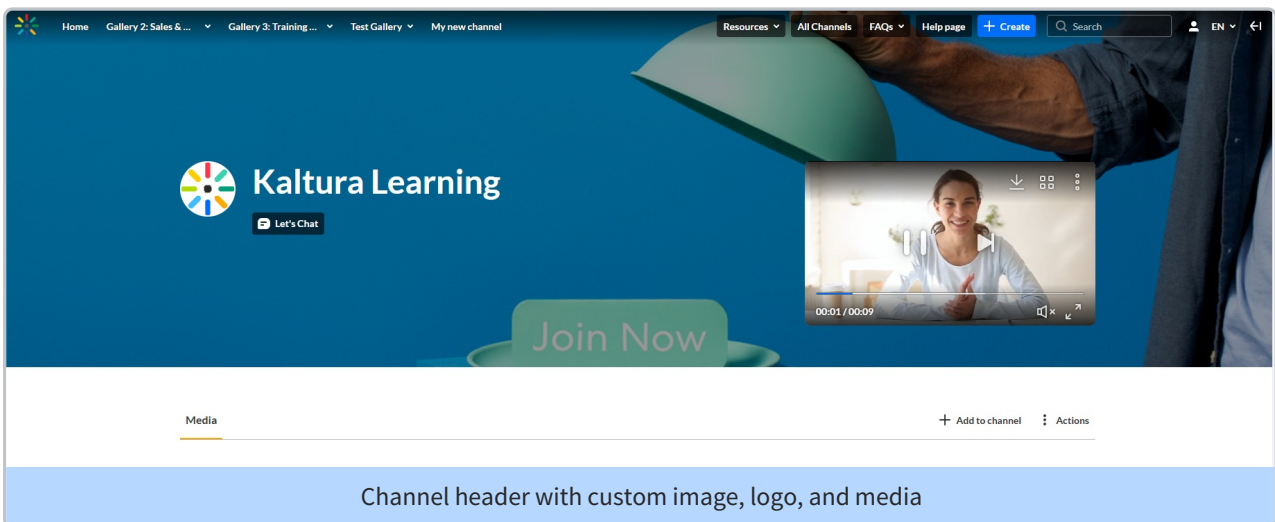 Home Gallery 2: Sales & ... Gallery 3: Training ... Test Gallery My new channel Resources All Channels FAQs Help page + Create Search EN
Kaltura Learning
Let's Chat
00:01 / 00:09
Join Now
Media + Add to channel Actions
Channel header with custom image, logo, and media